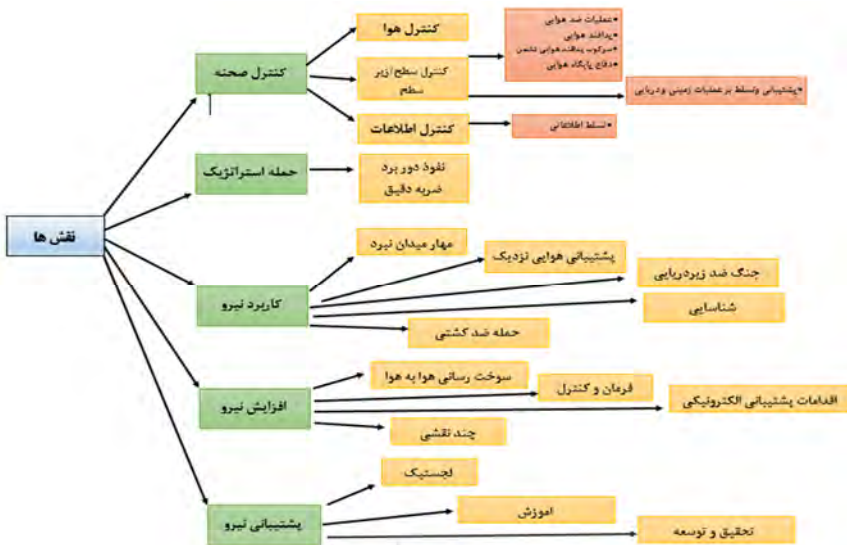 نقش ها
کنترل صحنه
کنترل هوا
کنترل سطح/زیر
سطح
کنترل اطلاعات
•عملیات ضد هوایی
•پدافند هوایی
•سرکوب پدافند هوایی دشمن
•دفاع پایگاه هوایی
•پشتیبانی وتسلط بر عملیات زمینی و دریایی
•تسلط اطلاعاتی
حمله استراتژیک
نفوذ دور برد
ضربه دقیق
کاربرد نیرو
مهار میدان نبرد
پشتیبانی هوایی نزدیک
جنگ ضد زیردریایی
شناسایی
حمله ضد کشتی
افزایش نیرو
سوخت رسانی هوا به هوا
فرمان و کنترل
اقدامات پشتیبانی الکترونیکی
چند نقشی
پشتیبانی نیرو
لجستیک
اموزش
تحقیق و توسعه